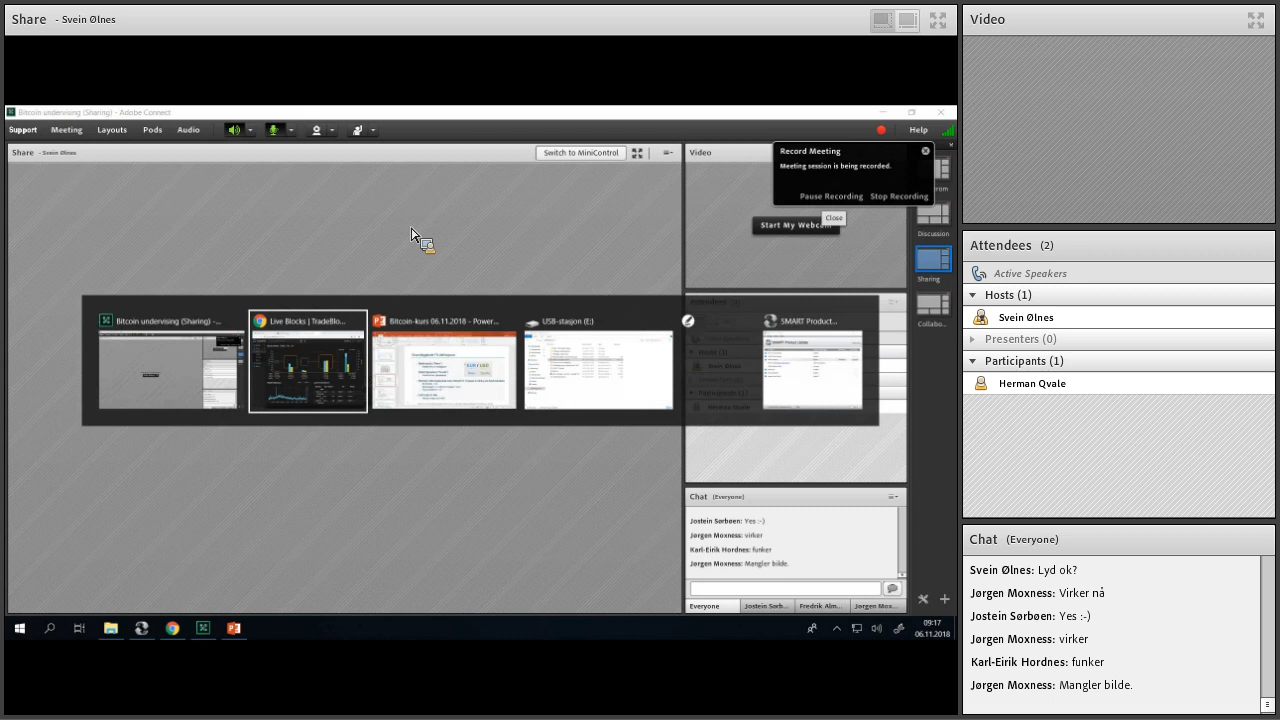 Share - Svein Ølnes
Video
Bitcoin undervising (Sharing) - Adobe Connect
Support Meeting Layouts Pods Audio Help
Share - Svein Ølnes
Switch to MiniControl
Video
Record Meeting
Meeting session is being recorded.
Pause Recording Stop Recording
Close
Start My Webcam
Discussion
Sharing
Collabo...
Bitcoin undervising (Sharing) -...
Live Blocks | TradeBlo...
Bitcoin-kurs 06.11.2018 - Power...
USB-stasjon (E:)
SMART Product...
Chat (Everyone)
Jostein Sørbøen: Yes :-)
Jørgen Moxness: virker
Karl-Eirik Hordnes: funker
Jørgen Moxness: Mangler bilde.
Everyone Jostein Sørb... Fredrik Alm... Jørgen Mox...
09:17
06.11.2018
Attendees (2)
Active Speakers
Hosts (1)
Svein Ølnes
Presenters (0)
(1)
Herman Qvale
Chat (Everyone)
Svein Ølnes: Lyd ok?
Jørgen Moxness: Virker nå
Jostein Sørbøen: Yes :-)
Jørgen Moxness: virker
Karl-Eirik Hordnes: funker
Jørgen Moxness: Mangler bilde.